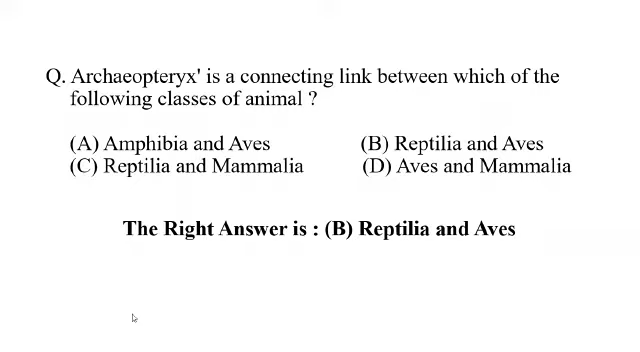 Q. Archaeopteryx' is a connecting link between which of the
following classes of animal ?
(A) Amphibia and Aves (B) Reptilia and Aves
(C) Reptilia and Mammalia (D) Aves and Mammalia
The Right Answer is : (B) Reptilia and Aves